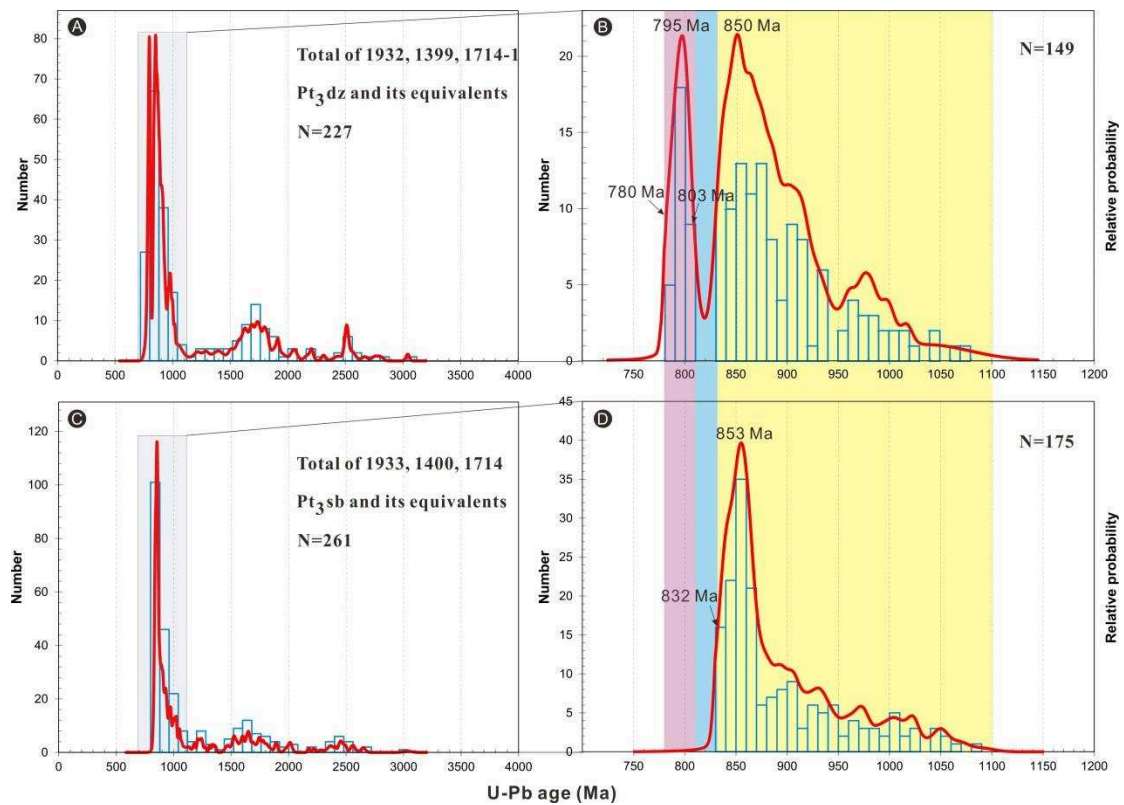 A
Total of 1932, 1399, 1714-1
Pt3dz and its equivalents
N=227
Number
80
70
60
50
40
30
20
10
0
0 500 1000 1500 2000 2500 3000 3500 4000
B
795 Ma 850 Ma
N=149
780 Ma
803 Ma
Number
Relative probability
20
15
10
5
0
750 800 850 900 950 1000 1050 1100 1150 1200
C
Total of 1933, 1400, 1714
Pt3sb and its equivalents
N=261
Number
120
100
80
60
40
20
0
0 500 1000 1500 2000 2500 3000 3500 4000
D
853 Ma
N=175
832 Ma
Number
Relative probability
45
40
35
30
25
20
15
10
5
0
750 800 850 900 950 1000 1050 1100 1150 1200
U-Pb age (Ma)